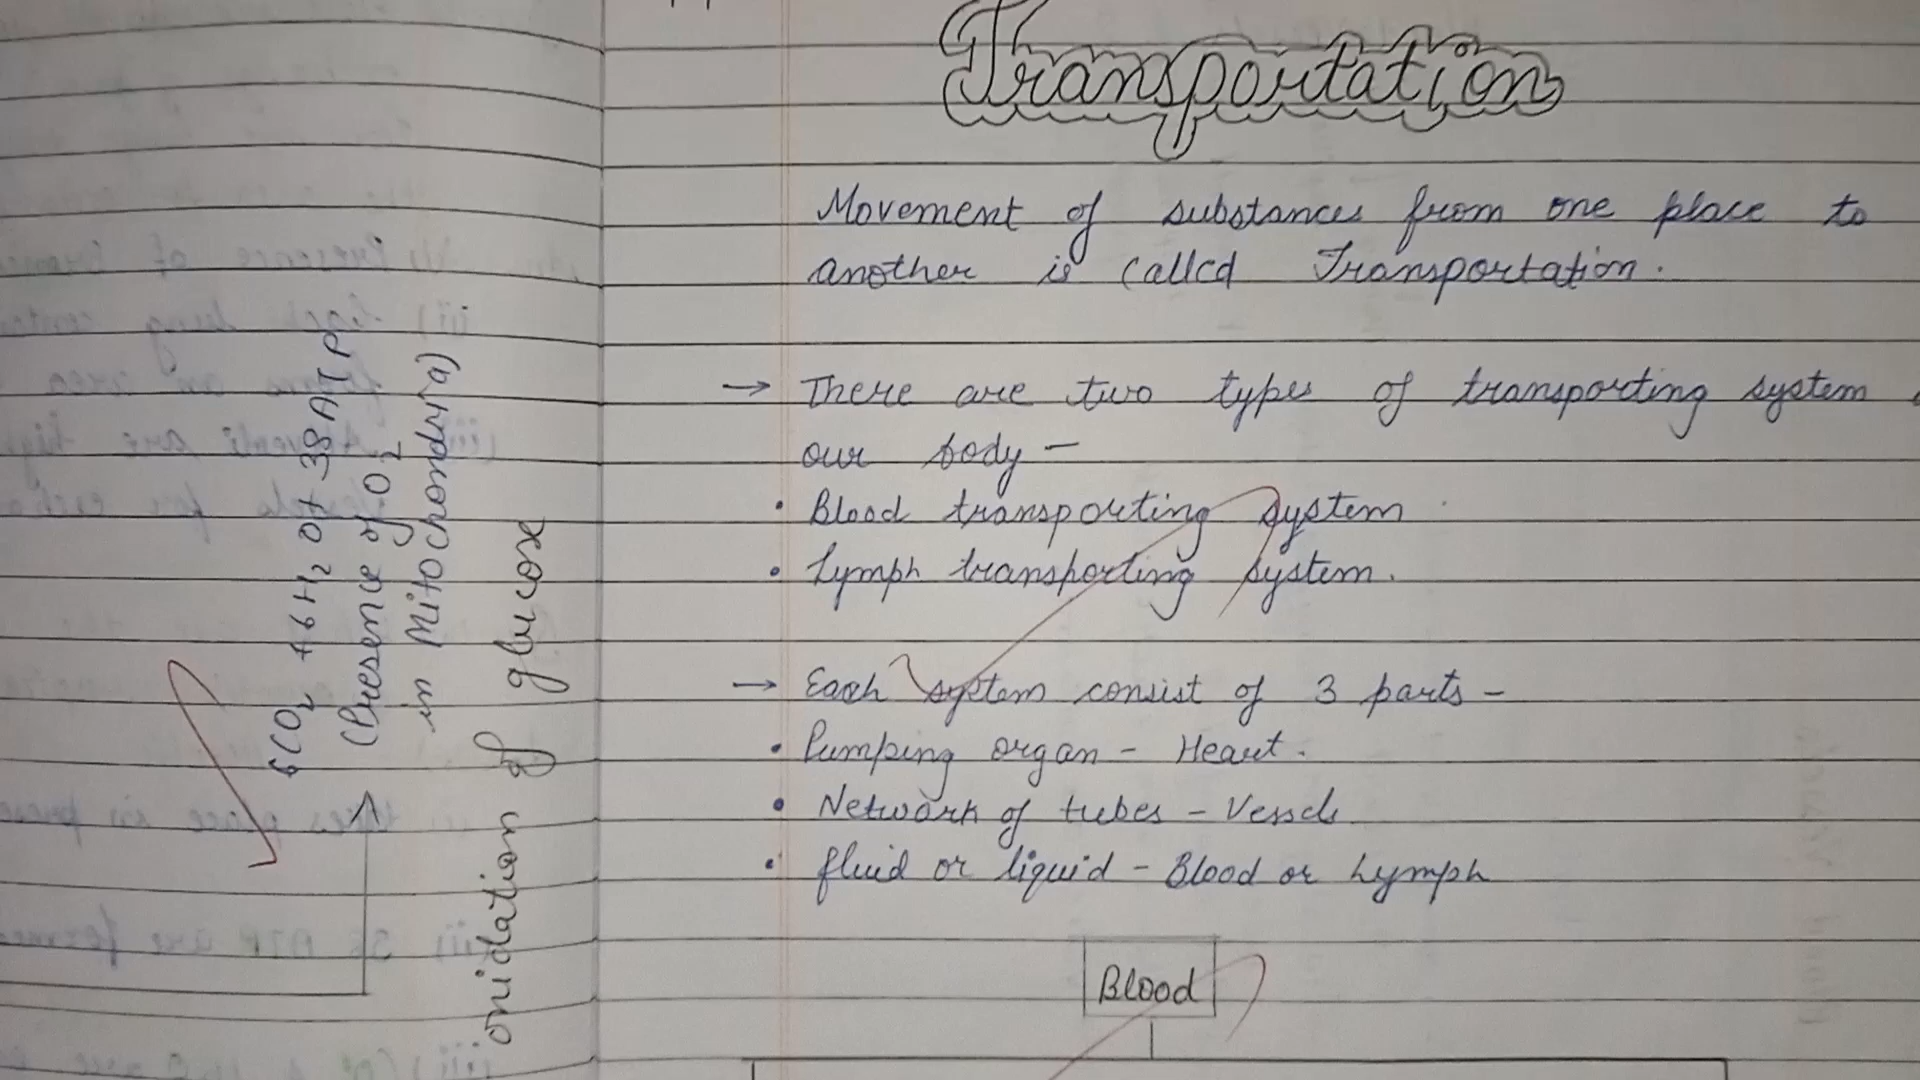 Transportation
Movement of substances from one place to
another is called Transportation.
→ There are two types of transporting system
our body –
• Blood transporting system
• Lymph transporting system.
→ Each system consist of 3 parts –
• Pumping organ – Heart.
• Network of tubes – Vessels
• fluid or liquid – Blood or Lymph
Blood
6CO2 + 6H2O + 38ATP
(Presence of O2
in Mitochondria)
oxidation of glucose